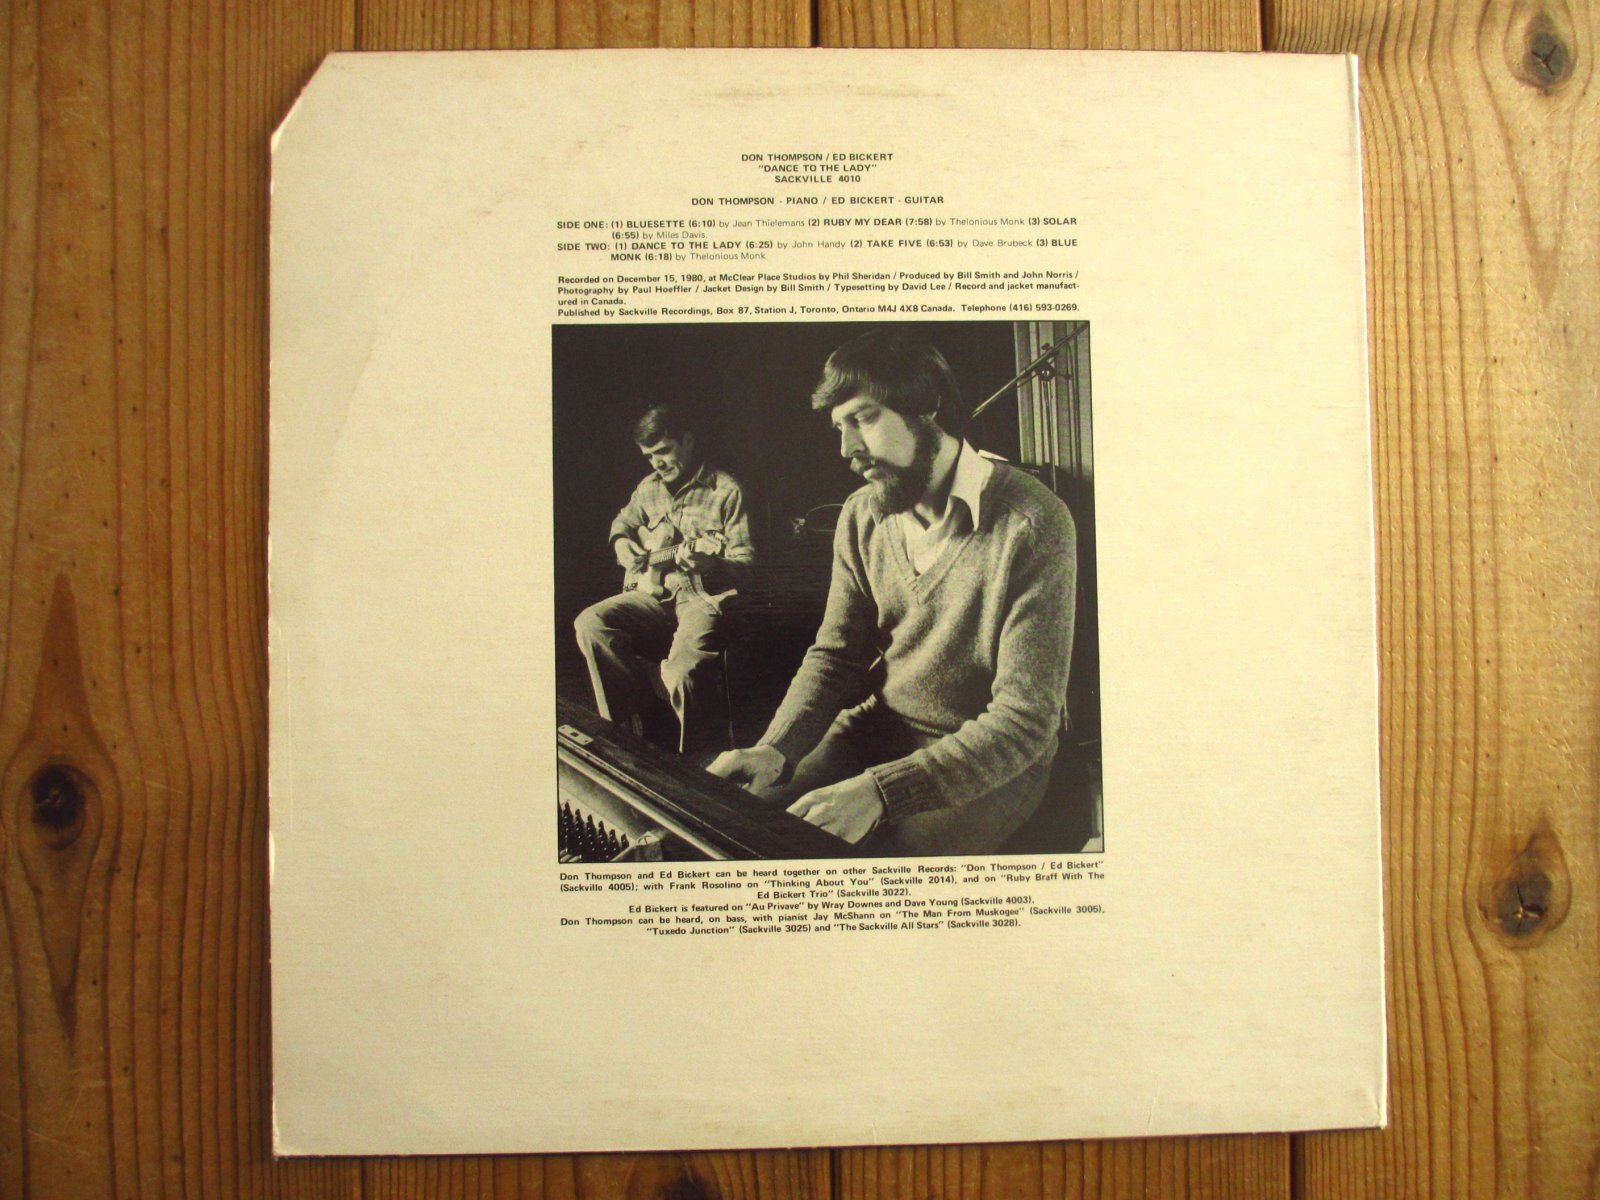 DON THOMPSON / ED BICKERT
"DANCE TO THE LADY"
SACKVILLE 4010
DON THOMPSON - PIANO / ED BICKERT - GUITAR
SIDE ONE: (1) BLUESETTE (6:10) by Jean Thielemans (2) RUBY MY DEAR (7:58) by Thelonious Monk (3) SOLAR
(6:55) by Miles Davis.
SIDE TWO: (1) DANCE TO THE LADY (6:25) by John Handy (2) TAKE FIVE (6:53) by Dave Brubeck (3) BLUE
MONK (6:18) by Thelonious Monk
Recorded on December 15, 1980, at McClear Place Studios by Phil Sheridan / Produced by Bill Smith and John Norris /
Photography by Paul Hoeffler / Jacket Design by Bill Smith / Typesetting by David Lee / Record and jacket manufact-
ured in Canada.
Published by Sackville Recordings, Box 87, Station J, Toronto, Ontario M4J 4X8 Canada. Telephone (416) 593-0269.
Don Thompson and Ed Bickert can be heard together on other Sackville Records: "Don Thompson / Ed Bickert"
(Sackville 4005); with Frank Rosolino on "Thinking About You" (Sackville 2014), and on "Ruby Braff With The
Ed Bickert Trio" (Sackville 3022).
Ed Bickert is featured on "Au Privave" by Wray Downes and Dave Young (Sackville 4003).
Don Thompson can be heard, on bass, with pianist Jay McShann on "The Man From Muskogee" (Sackville 3005),
"Tuxedo Junction" (Sackville 3025) and "The Sackville All Stars" (Sackville 3028).